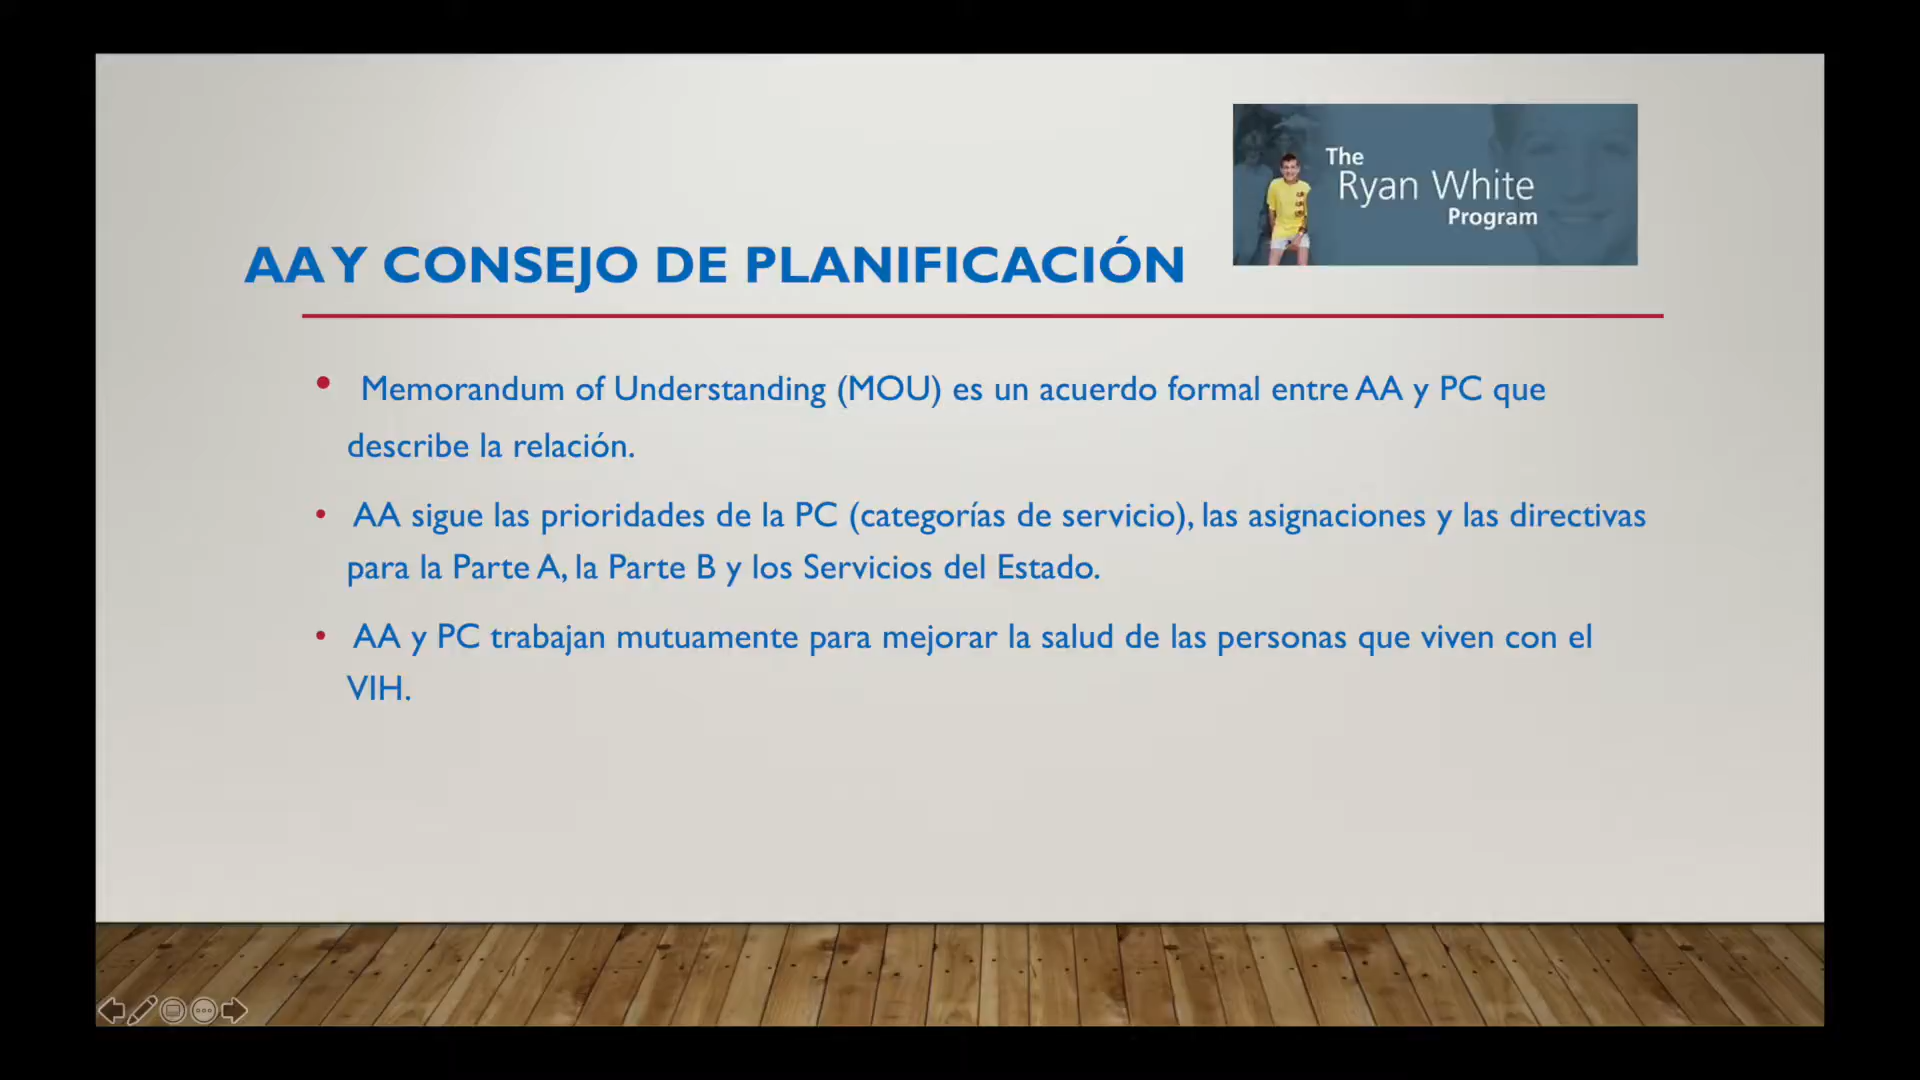 The
Ryan White
Program
AA Y CONSEJO DE PLANIFICACIÓN
• Memorandum of Understanding (MOU) es un acuerdo formal entre AA y PC que
describe la relación.
• AA sigue las prioridades de la PC (categorías de servicio), las asignaciones y las directivas
para la Parte A, la Parte B y los Servicios del Estado.
• AA y PC trabajan mutuamente para mejorar la salud de las personas que viven con el
VIH.